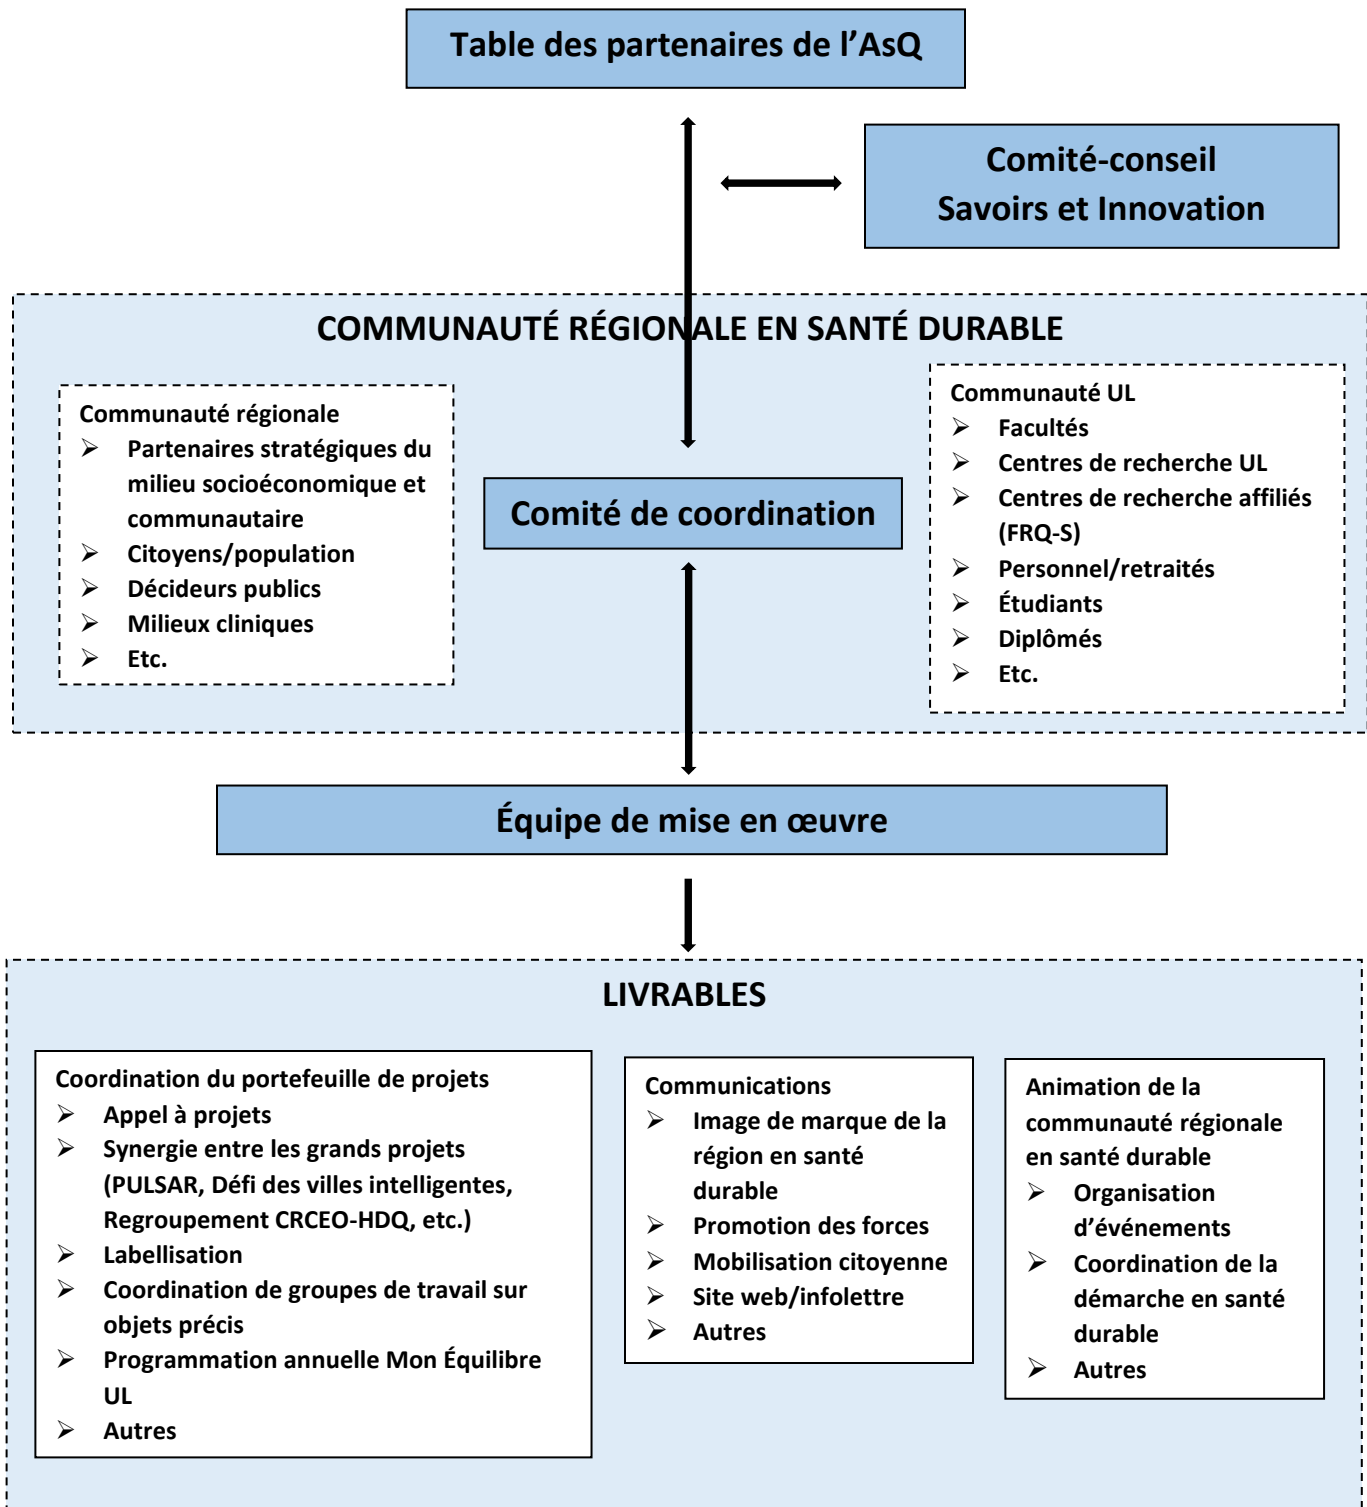 Table des partenaires de l’AsQ
Comité-conseil
Savoirs et Innovation
COMMUNAUTÉ RÉGIONALE EN SANTÉ DURABLE
Communauté régionale
➢ Partenaires stratégiques du
milieu socioéconomique et
communautaire
➢ Citoyens/population
➢ Décideurs publics
➢ Milieux cliniques
➢ Etc.
Comité de coordination
Communauté UL
➢ Facultés
➢ Centres de recherche UL
➢ Centres de recherche affiliés
(FRQ-S)
➢ Personnel/retraités
➢ Étudiants
➢ Diplômés
➢ Etc.
Équipe de mise en œuvre
LIVRABLES
Coordination du portefeuille de projets
➢ Appel à projets
➢ Synergie entre les grands projets
(PULSAR, Défi des villes intelligentes,
Regroupement CRCEO-HDQ, etc.)
➢ Labellisation
➢ Coordination de groupes de travail sur
objets précis
➢ Programmation annuelle Mon Équilibre
UL
➢ Autres
Communications
➢ Image de marque de la
région en santé
durable
➢ Promotion des forces
➢ Mobilisation citoyenne
➢ Site web/infolettre
➢ Autres
Animation de la
communauté régionale
en santé durable
➢ Organisation
d’événements
➢ Coordination de la
démarche en santé
durable
➢ Autres